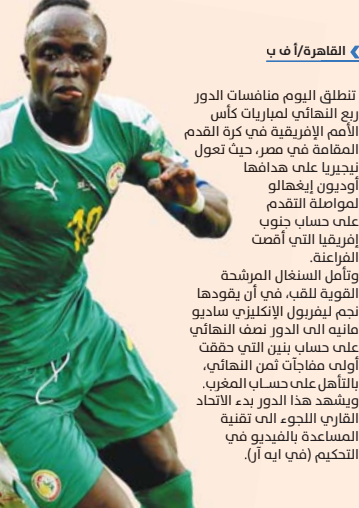 القاهرة/أ ف ب
تنطلق اليوم منافسات الدور
ربع النهائي لمباريات كأس
الأمم الإفريقية في كرة القدم
المقامة في مصر، حيث تعول
نيجيريا على هدافها
أوديون إيغهالو
لمواصلة التقدم
على حساب جنوب
إفريقيا التي أقصت
الفراعنة.
وتأمل السنغال المرشحة
القوية للقب، في أن يقودها
نجم ليفربول الإنكليزي ساديو
مانيه الى الدور نصف النهائي
على حساب بنين التي حققت
أولى مفاجآت ثمن النهائي،
بالتأهل على حساب المغرب.
ويشهد هذا الدور بدء الاتحاد
القاري اللجوء الى تقنية
المساعدة بالفيديو في
التحكيم (في ايه آر).
10